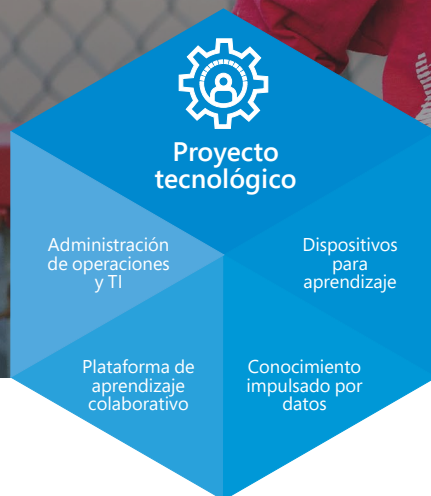 Proyecto
tecnológico
Administración
de operaciones
y TI
Dispositivos
para
aprendizaje
Plataforma de
aprendizaje
colaborativo
Conocimiento
impulsado por
datos